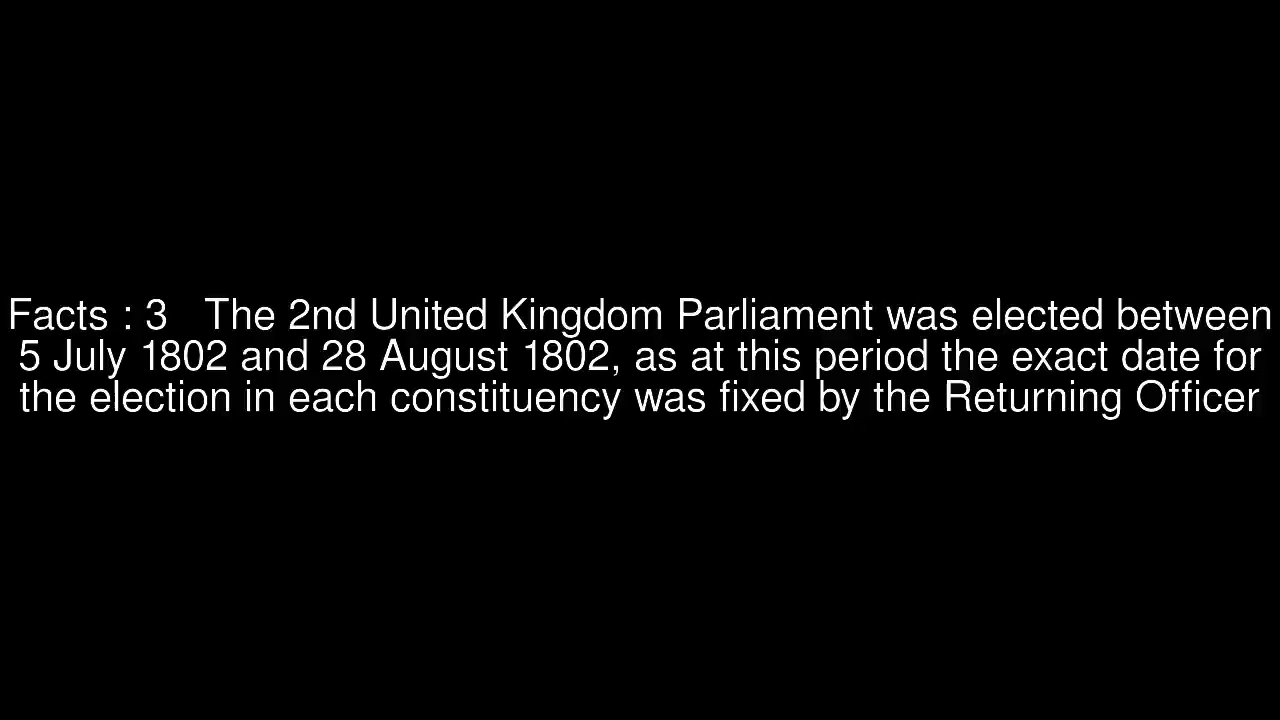 Facts : 3   The 2nd United Kingdom Parliament was elected between
5 July 1802 and 28 August 1802, as at this period the exact date for
the election in each constituency was fixed by the Returning Officer